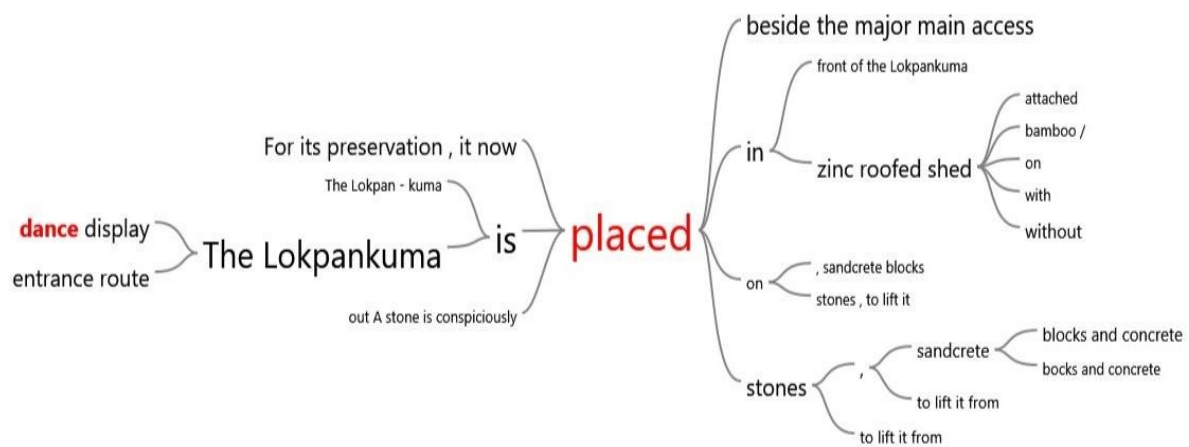 dance display
entrance route
For its preservation , it now
The Lokpan - kuma
The Lokpankuma
is
out A stone is conspiciously
placed
beside the major main access
in
front of the Lokpankuma
zinc roofed shed
attached
bamboo /
on
with
without
on
, sandcrete blocks
stones , to lift it
stones
,
sandcrete
blocks and concrete
bocks and concrete
to lift it from
to lift it from